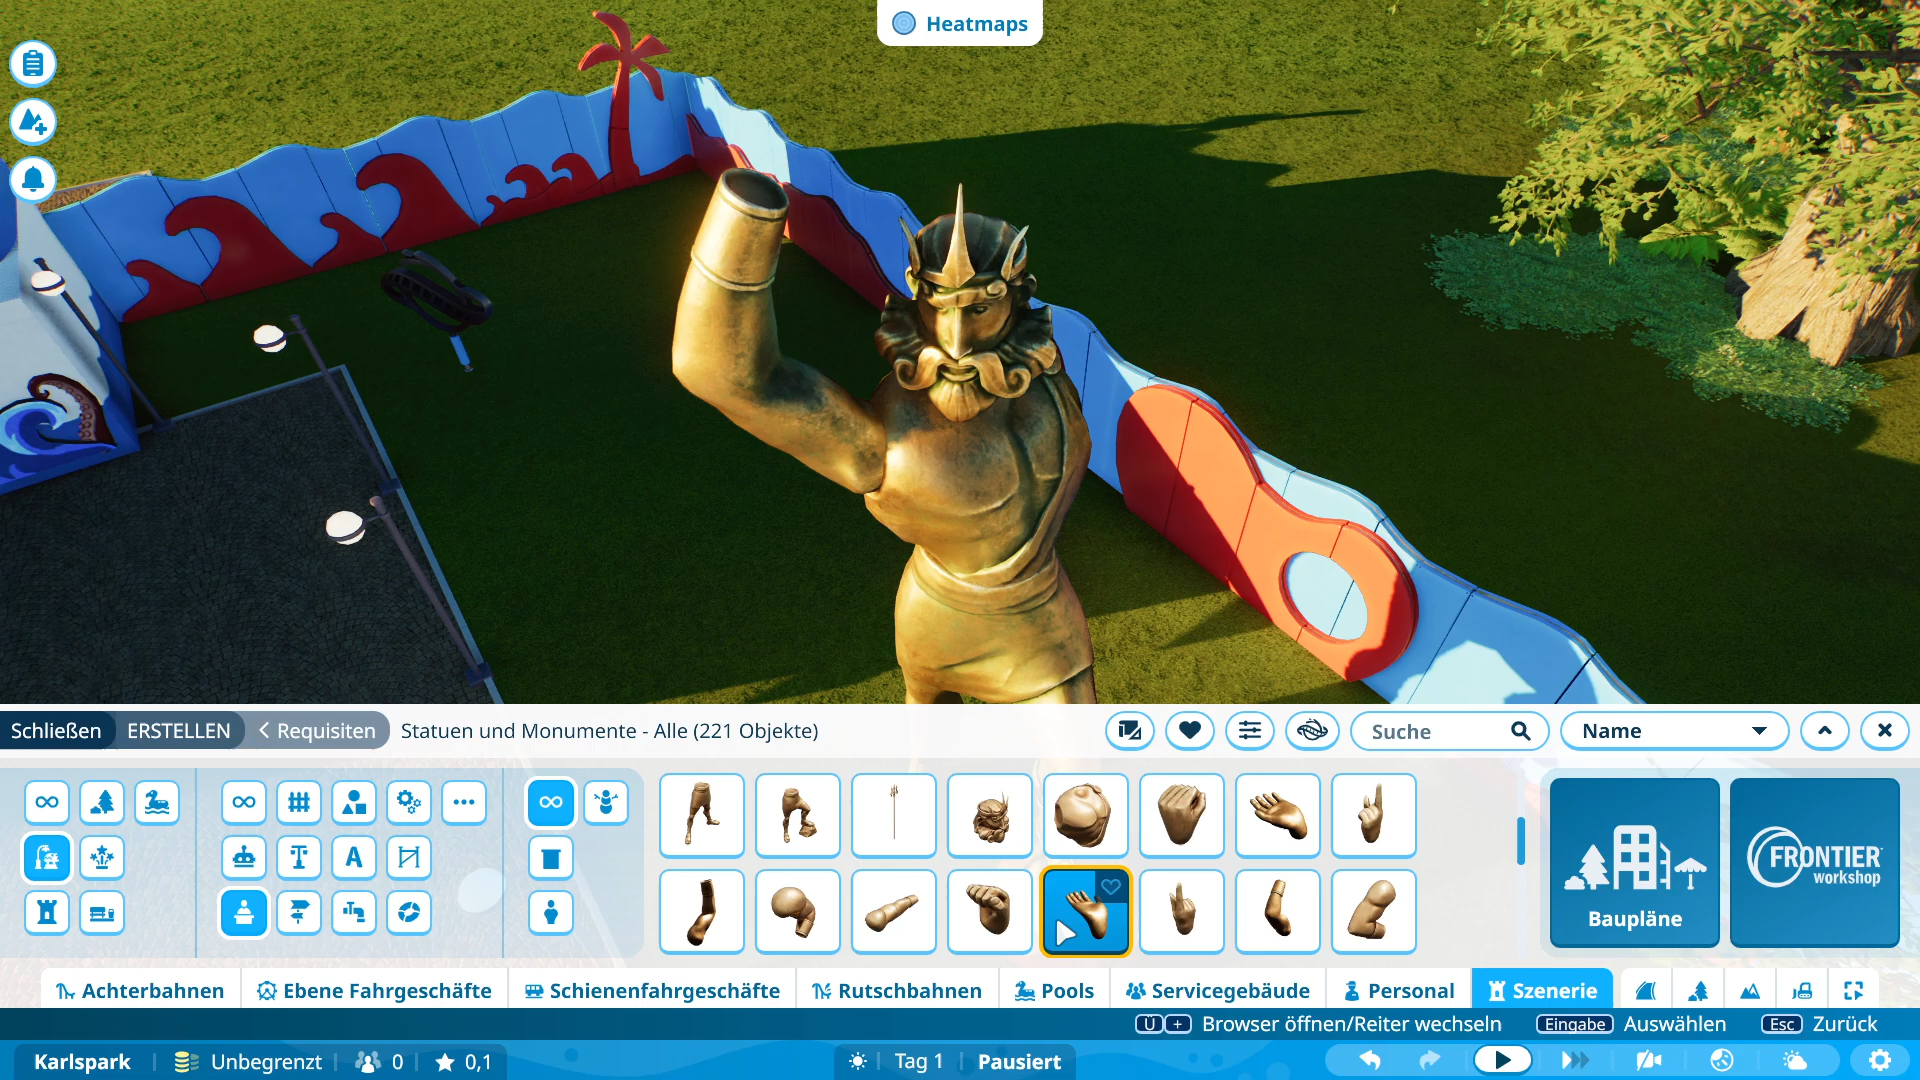 Heatmaps
Schließen ERSTELLEN Requisiten Statuen und Monumente - Alle (221 Objekte) Suche Name
Baupläne FRONTIER workshop
Achterbahnen Ebene Fahrgeschäfte Schienenfahrgeschäfte Rutschbahnen Pools Servicegebäude Personal Szenerie
Ü + Browser öffnen/Reiter wechseln Eingabe Auswählen Esc Zurück
Karlspark Unbegrenzt 0 0,1 Tag 1 Pausiert